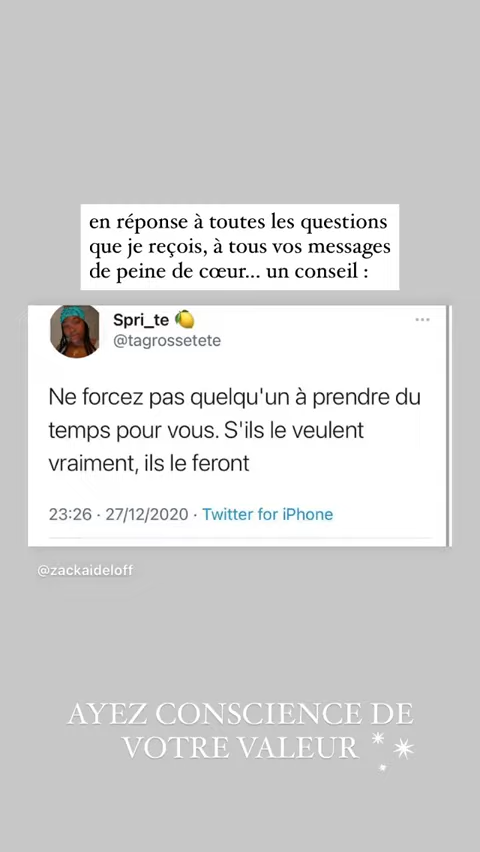 en réponse à toutes les questions
que je reçois, à tous vos messages
de peine de cœur... un conseil :
Spri_te 🍋
@tagrossetete
Ne forcez pas quelqu'un à prendre du
temps pour vous. S'ils le veulent
vraiment, ils le feront
23:26 · 27/12/2020 · Twitter for iPhone
@zackaideloff
AYEZ CONSCIENCE DE
VOTRE VALEUR